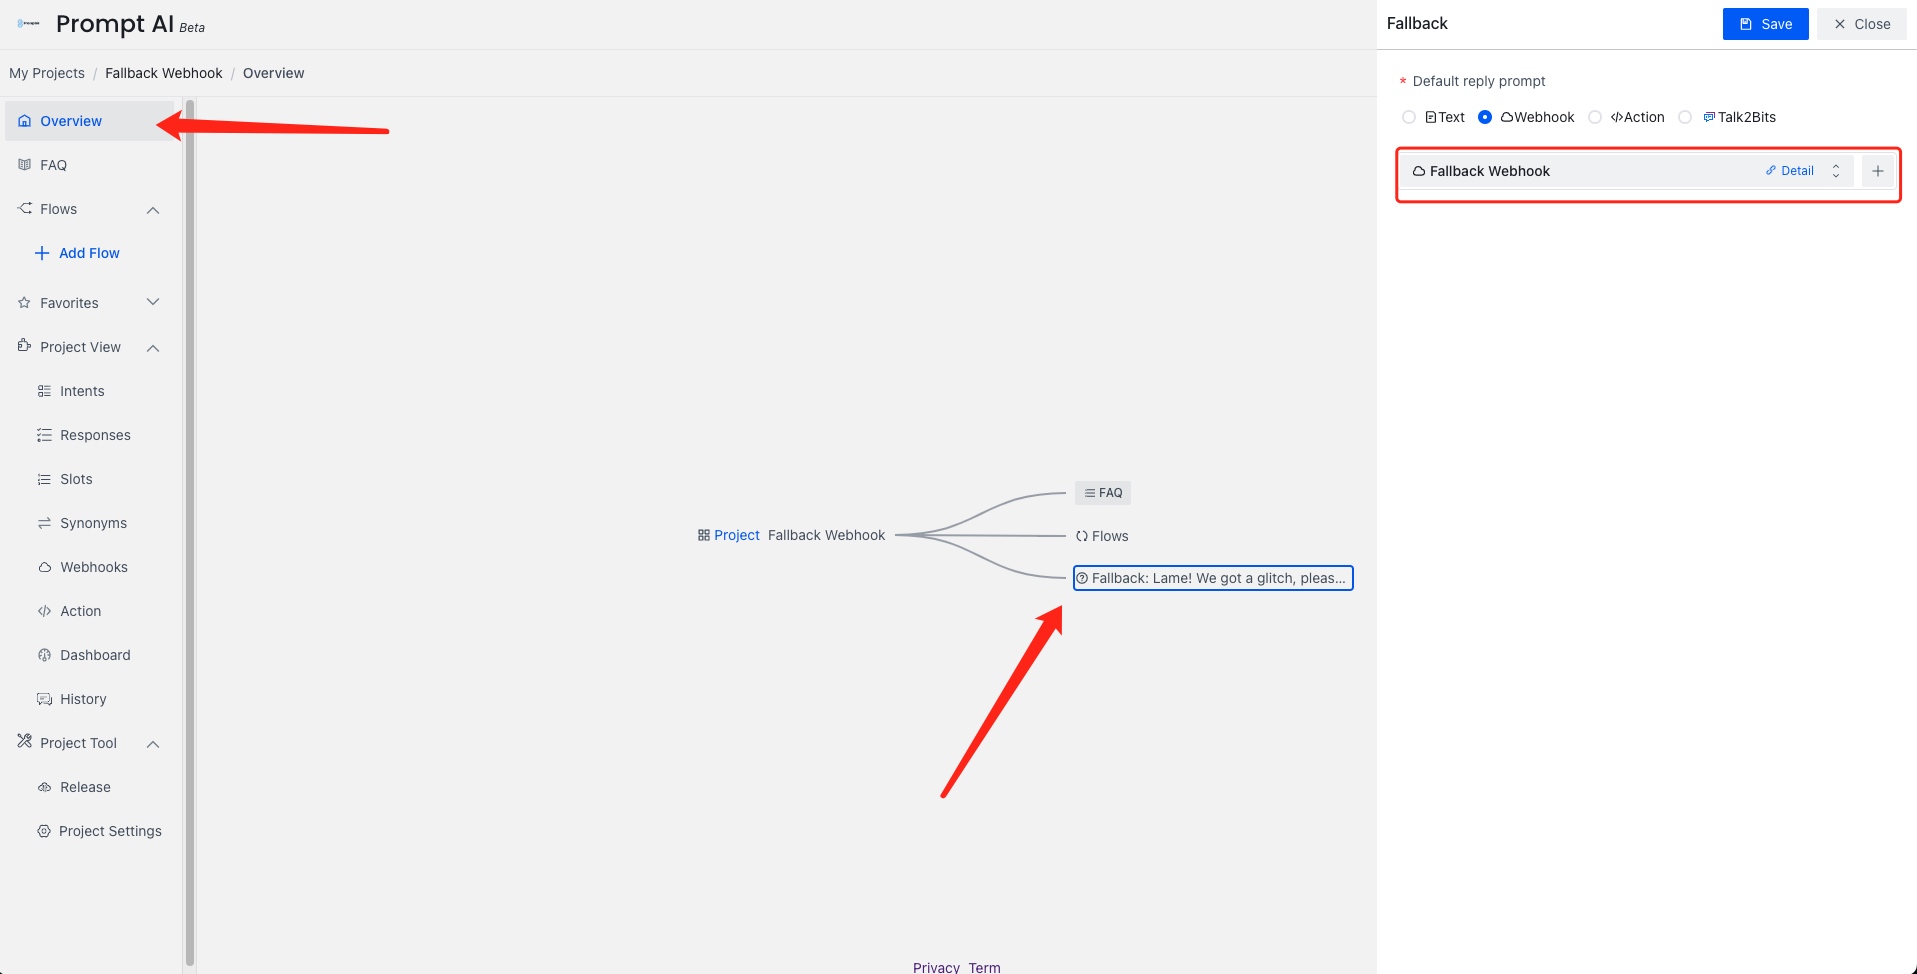 Prompt AI Beta
My Projects / Fallback Webhook / Overview
Overview
FAQ
Flows
Add Flow
Favorites
Project View
Intents
Responses
Slots
Synonyms
Webhooks
Action
Dashboard
History
Project Tool
Release
Project Settings
Project Fallback Webhook
FAQ
Flows
Fallback: Lame! We got a glitch, pleas...
Privacy Term
Fallback
Save
Close
* Default reply prompt
Text Webhook </>Action Talk2Bits
Fallback Webhook Detail +